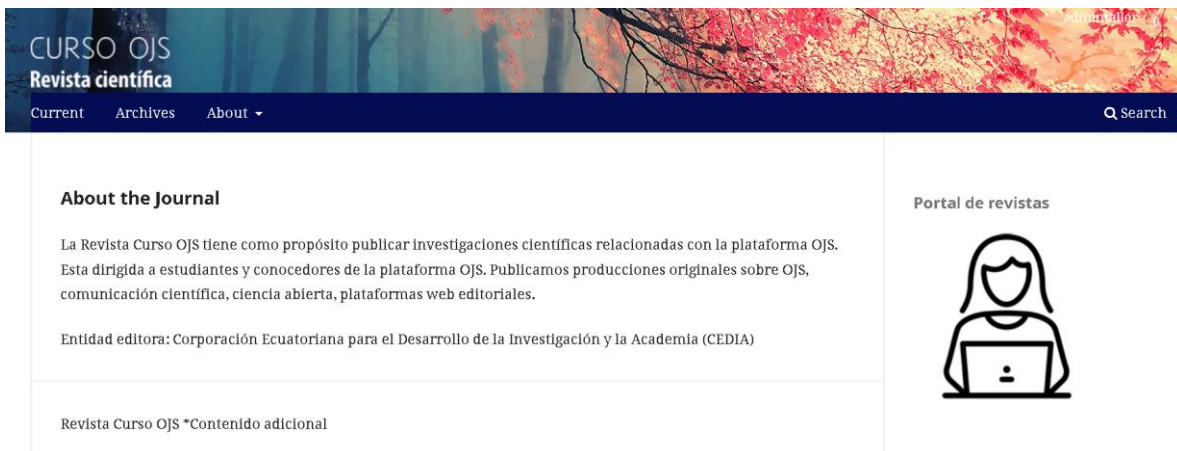 admintaller 0
CURSO OJS
Revista científica
Current Archives About Search
About the Journal
La Revista Curso OJS tiene como propósito publicar investigaciones científicas relacionadas con la plataforma OJS.
Esta dirigida a estudiantes y conocedores de la plataforma OJS. Publicamos producciones originales sobre OJS,
comunicación científica, ciencia abierta, plataformas web editoriales.
Entidad editora: Corporación Ecuatoriana para el Desarrollo de la Investigación y la Academia (CEDIA)
Revista Curso OJS *Contenido adicional
Portal de revistas